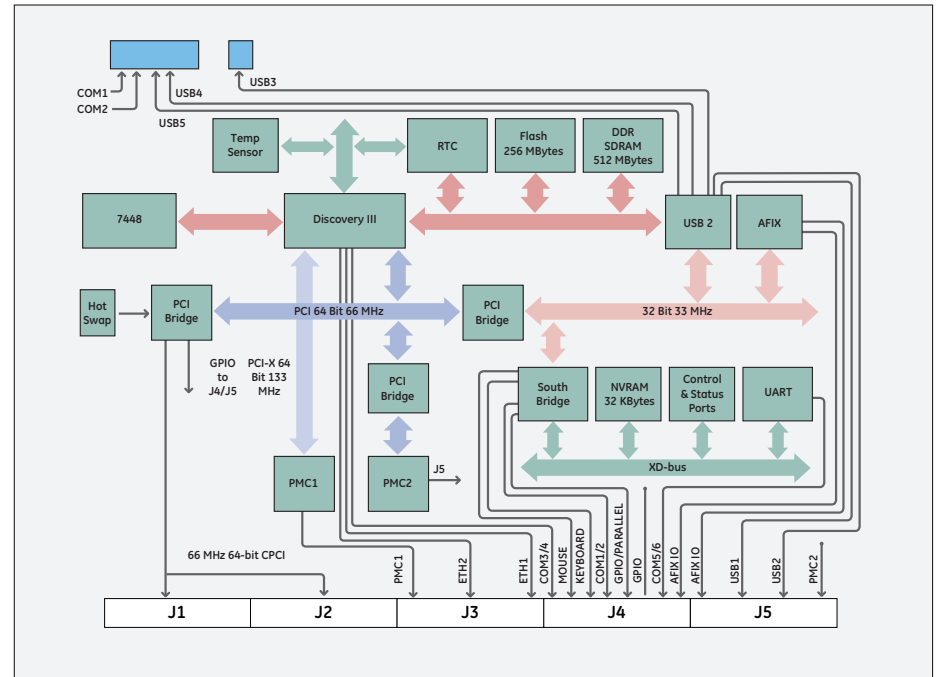 COM1
COM2
USB4
USB5
USB3
Temp
Sensor
RTC
Flash
256 MBytes
DDR
SDRAM
512 MBytes
7448
Discovery III
USB 2
AFIX
Hot
Swap
PCI
Bridge
PCI 64 Bit 66 MHz
PCI
Bridge
32 Bit 33 MHz
GPIO
to
J4/J5
PCI-X 64
Bit 133
MHz
PCI
Bridge
South
Bridge
NVRAM
32 KBytes
Control
& Status
Ports
UART
XD-bus
PMC1
PMC2
J5
66 MHz 64-bit CPCI
PMC1
ETH2
ETH1
COM3/4
MOUSE
KEYBOARD
COM1/2
GPIO/PARALLEL
GPIO
COM5/6
AFIX IO
AFIX IO
USB1
USB2
PMC2
J1
J2
J3
J4
J5